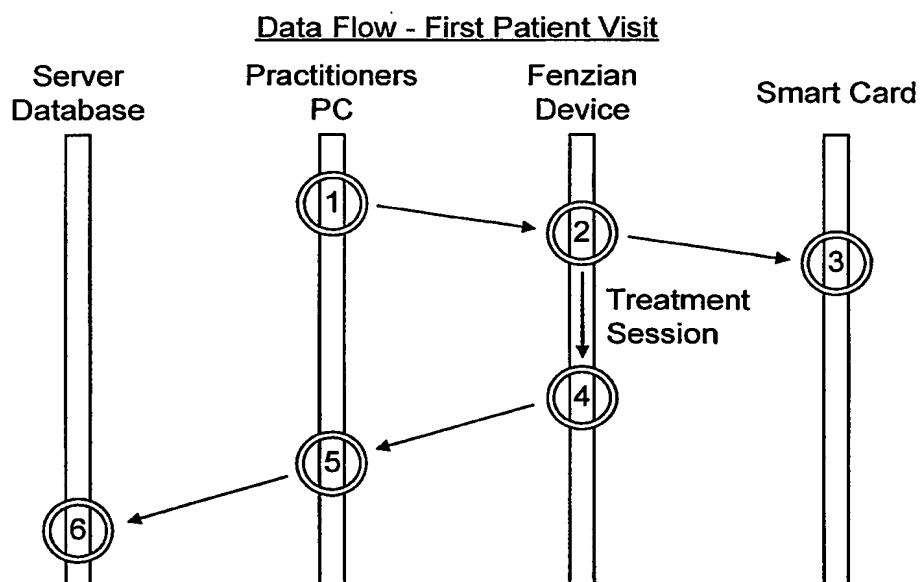 Data Flow - First Patient Visit
Server
Database
Practitioners
PC
Fenzian
Device
Smart Card
1
2
3
Treatment
Session
4
5
6